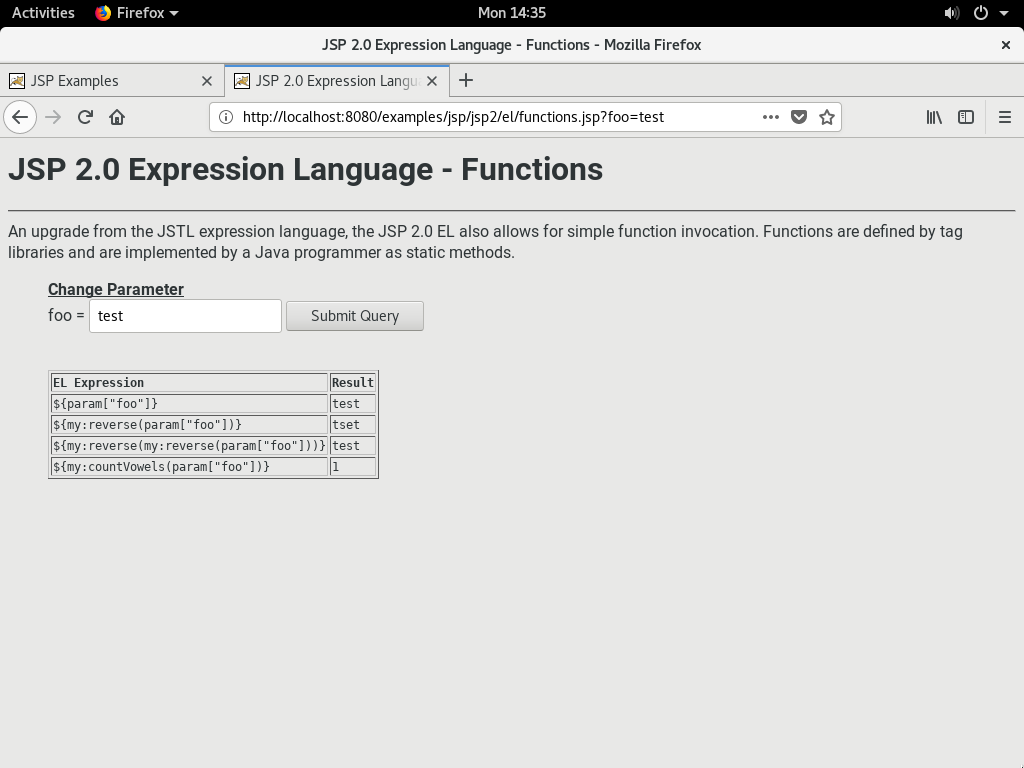 Activities Firefox Mon 14:35
JSP 2.0 Expression Language - Functions - Mozilla Firefox
JSP Examples JSP 2.0 Expression Langu
http://localhost:8080/examples/jsp/jsp2/el/functions.jsp?foo=test
JSP 2.0 Expression Language - Functions
An upgrade from the JSTL expression language, the JSP 2.0 EL also allows for simple function invocation. Functions are defined by tag
libraries and are implemented by a Java programmer as static methods.
Change Parameter
foo = test Submit Query
EL Expression Result
${param["foo"]} test
${my:reverse(param["foo"])} tset
${my:reverse(my:reverse(param["foo"]))} test
${my:countVowels(param["foo"])} 1